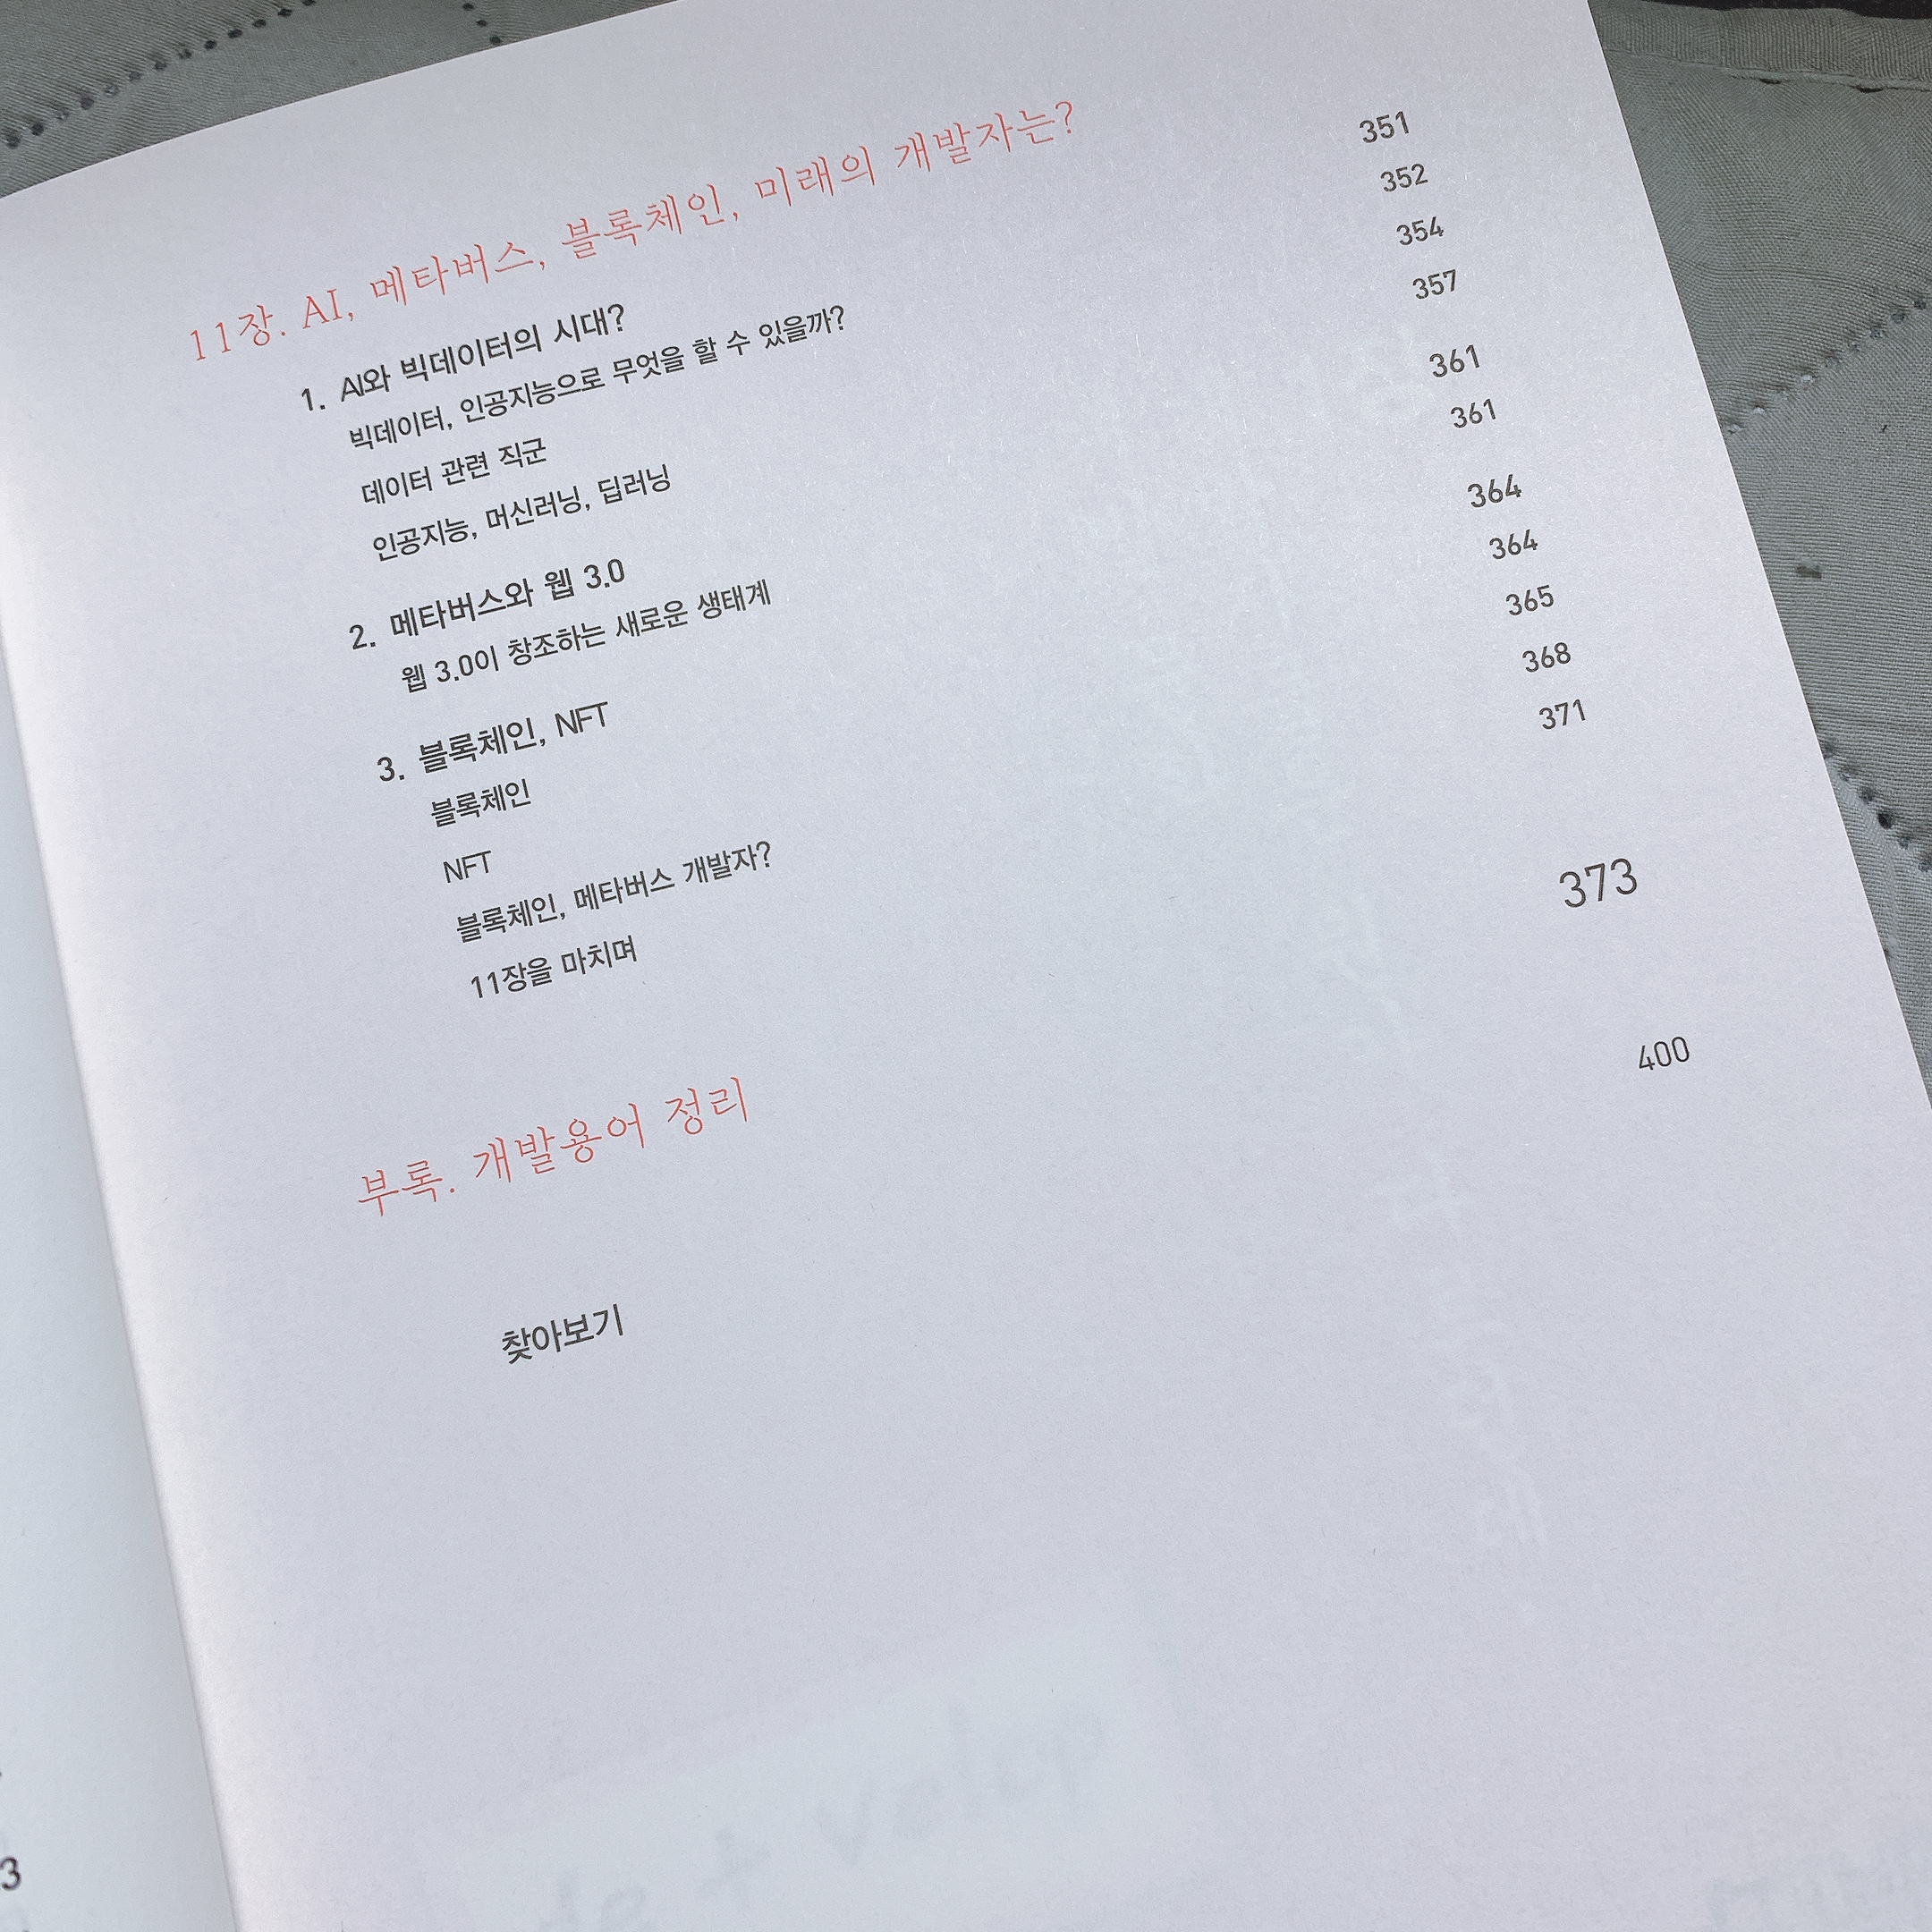 11장. AI, 메타버스, 블록체인, 미래의 개발자는?
1. AI와 빅데이터의 시대? 351
빅데이터, 인공지능으로 무엇을 할 수 있을까? 352
데이터 관련 직군 354
인공지능, 머신러닝, 딥러닝 357
2. 메타버스와 웹 3.0 361
웹 3.0이 창조하는 새로운 생태계 361
3. 블록체인, NFT 364
블록체인 364
NFT 365
블록체인, 메타버스 개발자? 368
11장을 마치며 371
부록. 개발용어 정리 373
찾아보기 400